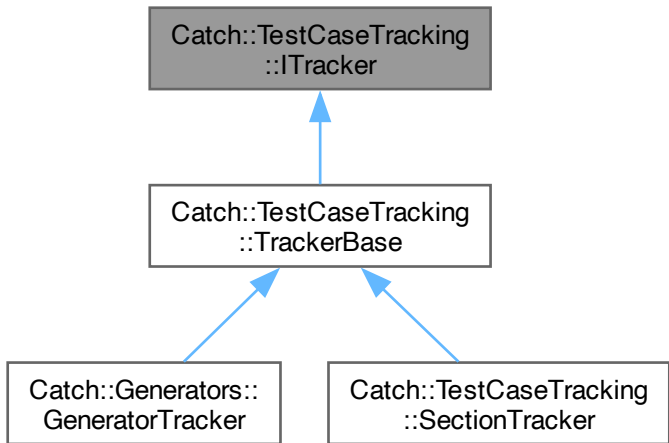 Catch::TestCaseTracking
::ITracker
Catch::TestCaseTracking
::TrackerBase
Catch::Generators::
GeneratorTracker
Catch::TestCaseTracking
::SectionTracker